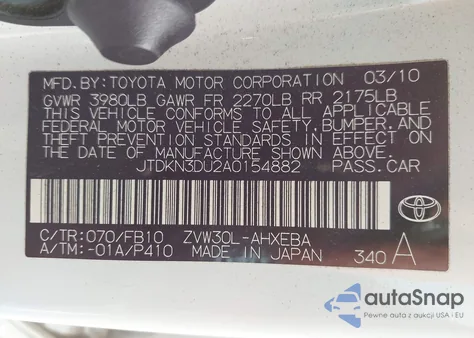 MFD.BY:TOYOTA MOTOR CORPORATION 03/10
GVWR 3980LB GAWR FR 2270LB RR 2175LB
THIS VEHICLE CONFORMS TO ALL APPLICABLE
FEDERAL MOTOR VEHICLE SAFETY,BUMPER,AND
THEFT PREVENTION STANDARDS IN EFFECT ON
THE DATE OF MANUFACTURE SHOWN ABOVE.
JTDKN3DU2A0154882 PASS.CAR
C/TR:070/FB10 ZVW30L-AHXEBA
A/TM:-01A/P410 MADE IN JAPAN 340 A
autoSnap
Pewne auta z aukcji USA i EU